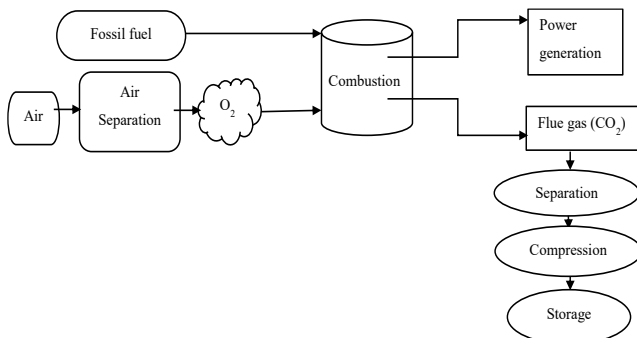 Fossil fuel
Air
Air
Separation
O₂
Combustion
Power
generation
Flue gas (CO₂)
Separation
Compression
Storage